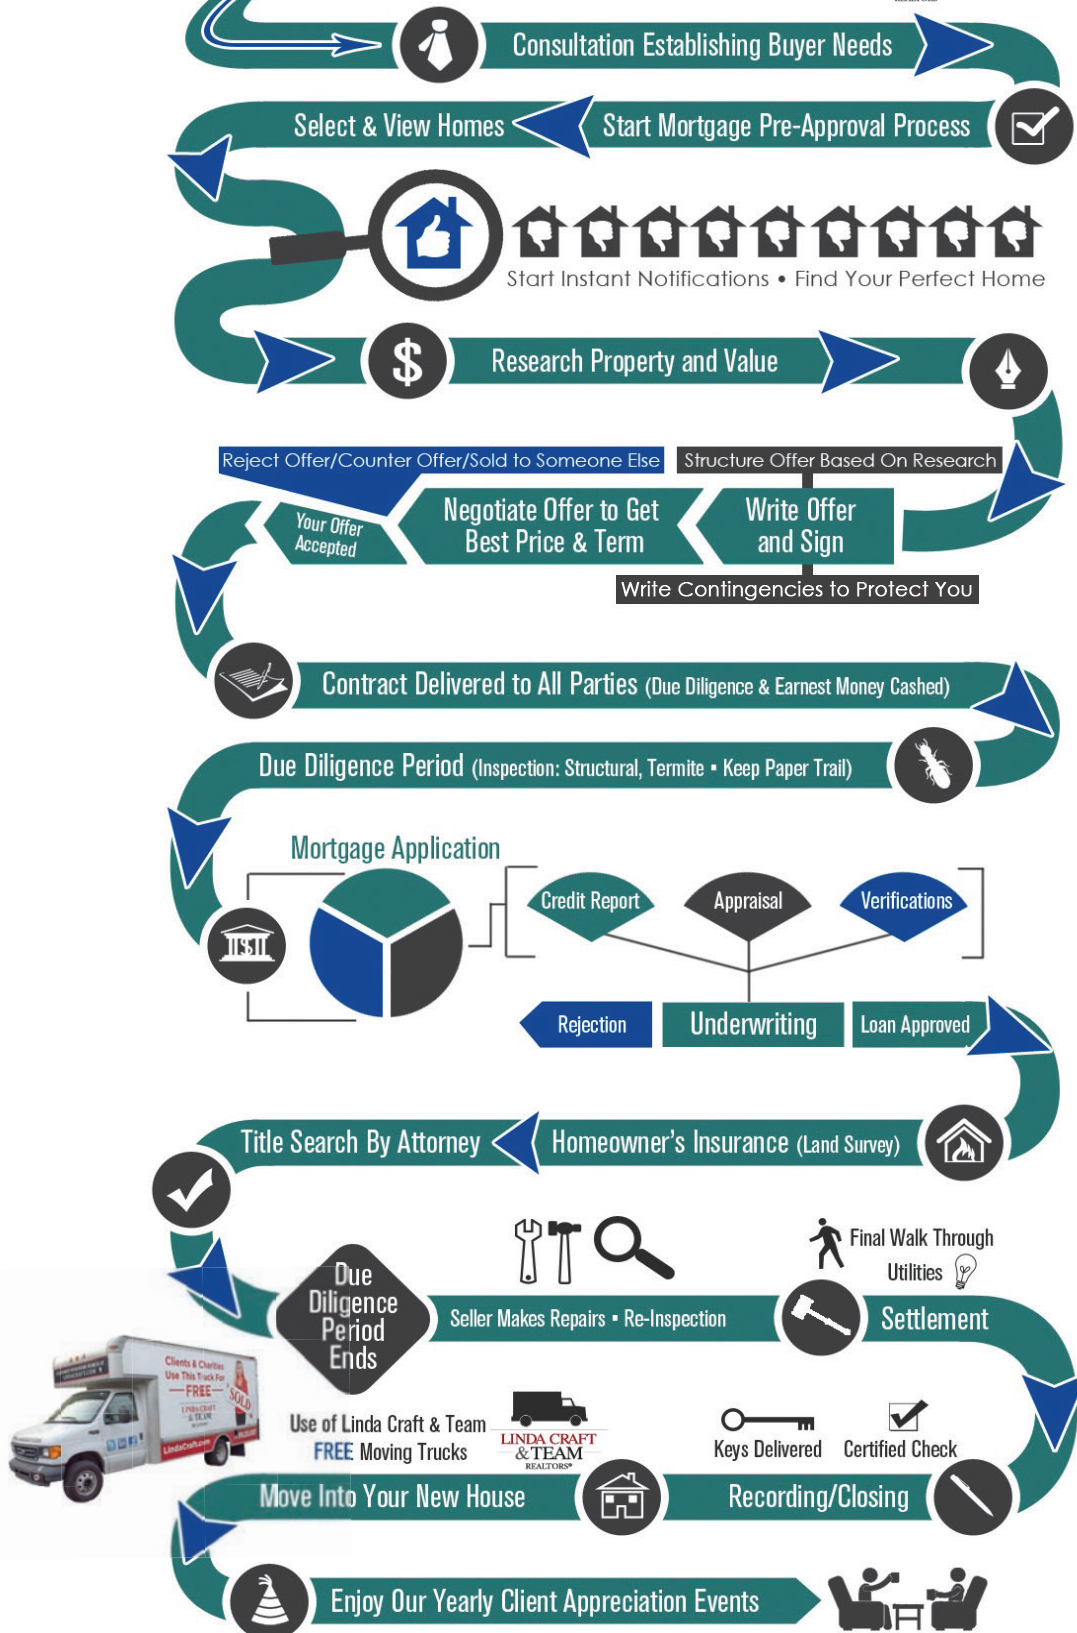 Consultation Establishing Buyer Needs
Start Mortgage Pre-Approval Process
Select & View Homes
Start Instant Notifications • Find Your Perfect Home
$
Research Property and Value
Structure Offer Based On Research
Write Offer
and Sign
Write Contingencies to Protect You
Negotiate Offer to Get
Best Price & Term
Reject Offer/Counter Offer/Sold to Someone Else
Your Offer
Accepted
Contract Delivered to All Parties (Due Diligence & Earnest Money Cashed)
Due Diligence Period (Inspection: Structural, Termite ▪ Keep Paper Trail)
Mortgage Application
$
Credit Report
Appraisal
Verifications
Rejection
Underwriting
Loan Approved
Homeowner's Insurance (Land Survey)
Title Search By Attorney
Due
Diligence
Period
Ends
Seller Makes Repairs ▪ Re-Inspection
Final Walk Through
Utilities
Settlement
Clients & Charities
Use This Truck For
FREE
SOLD
LINDA CRAFT
& TEAM
LindaCraft.com
Use of Linda Craft & Team
FREE Moving Trucks
LINDA CRAFT
& TEAM
REALTORS®
Keys Delivered
Certified Check
Recording/Closing
Move Into Your New House
Enjoy Our Yearly Client Appreciation Events